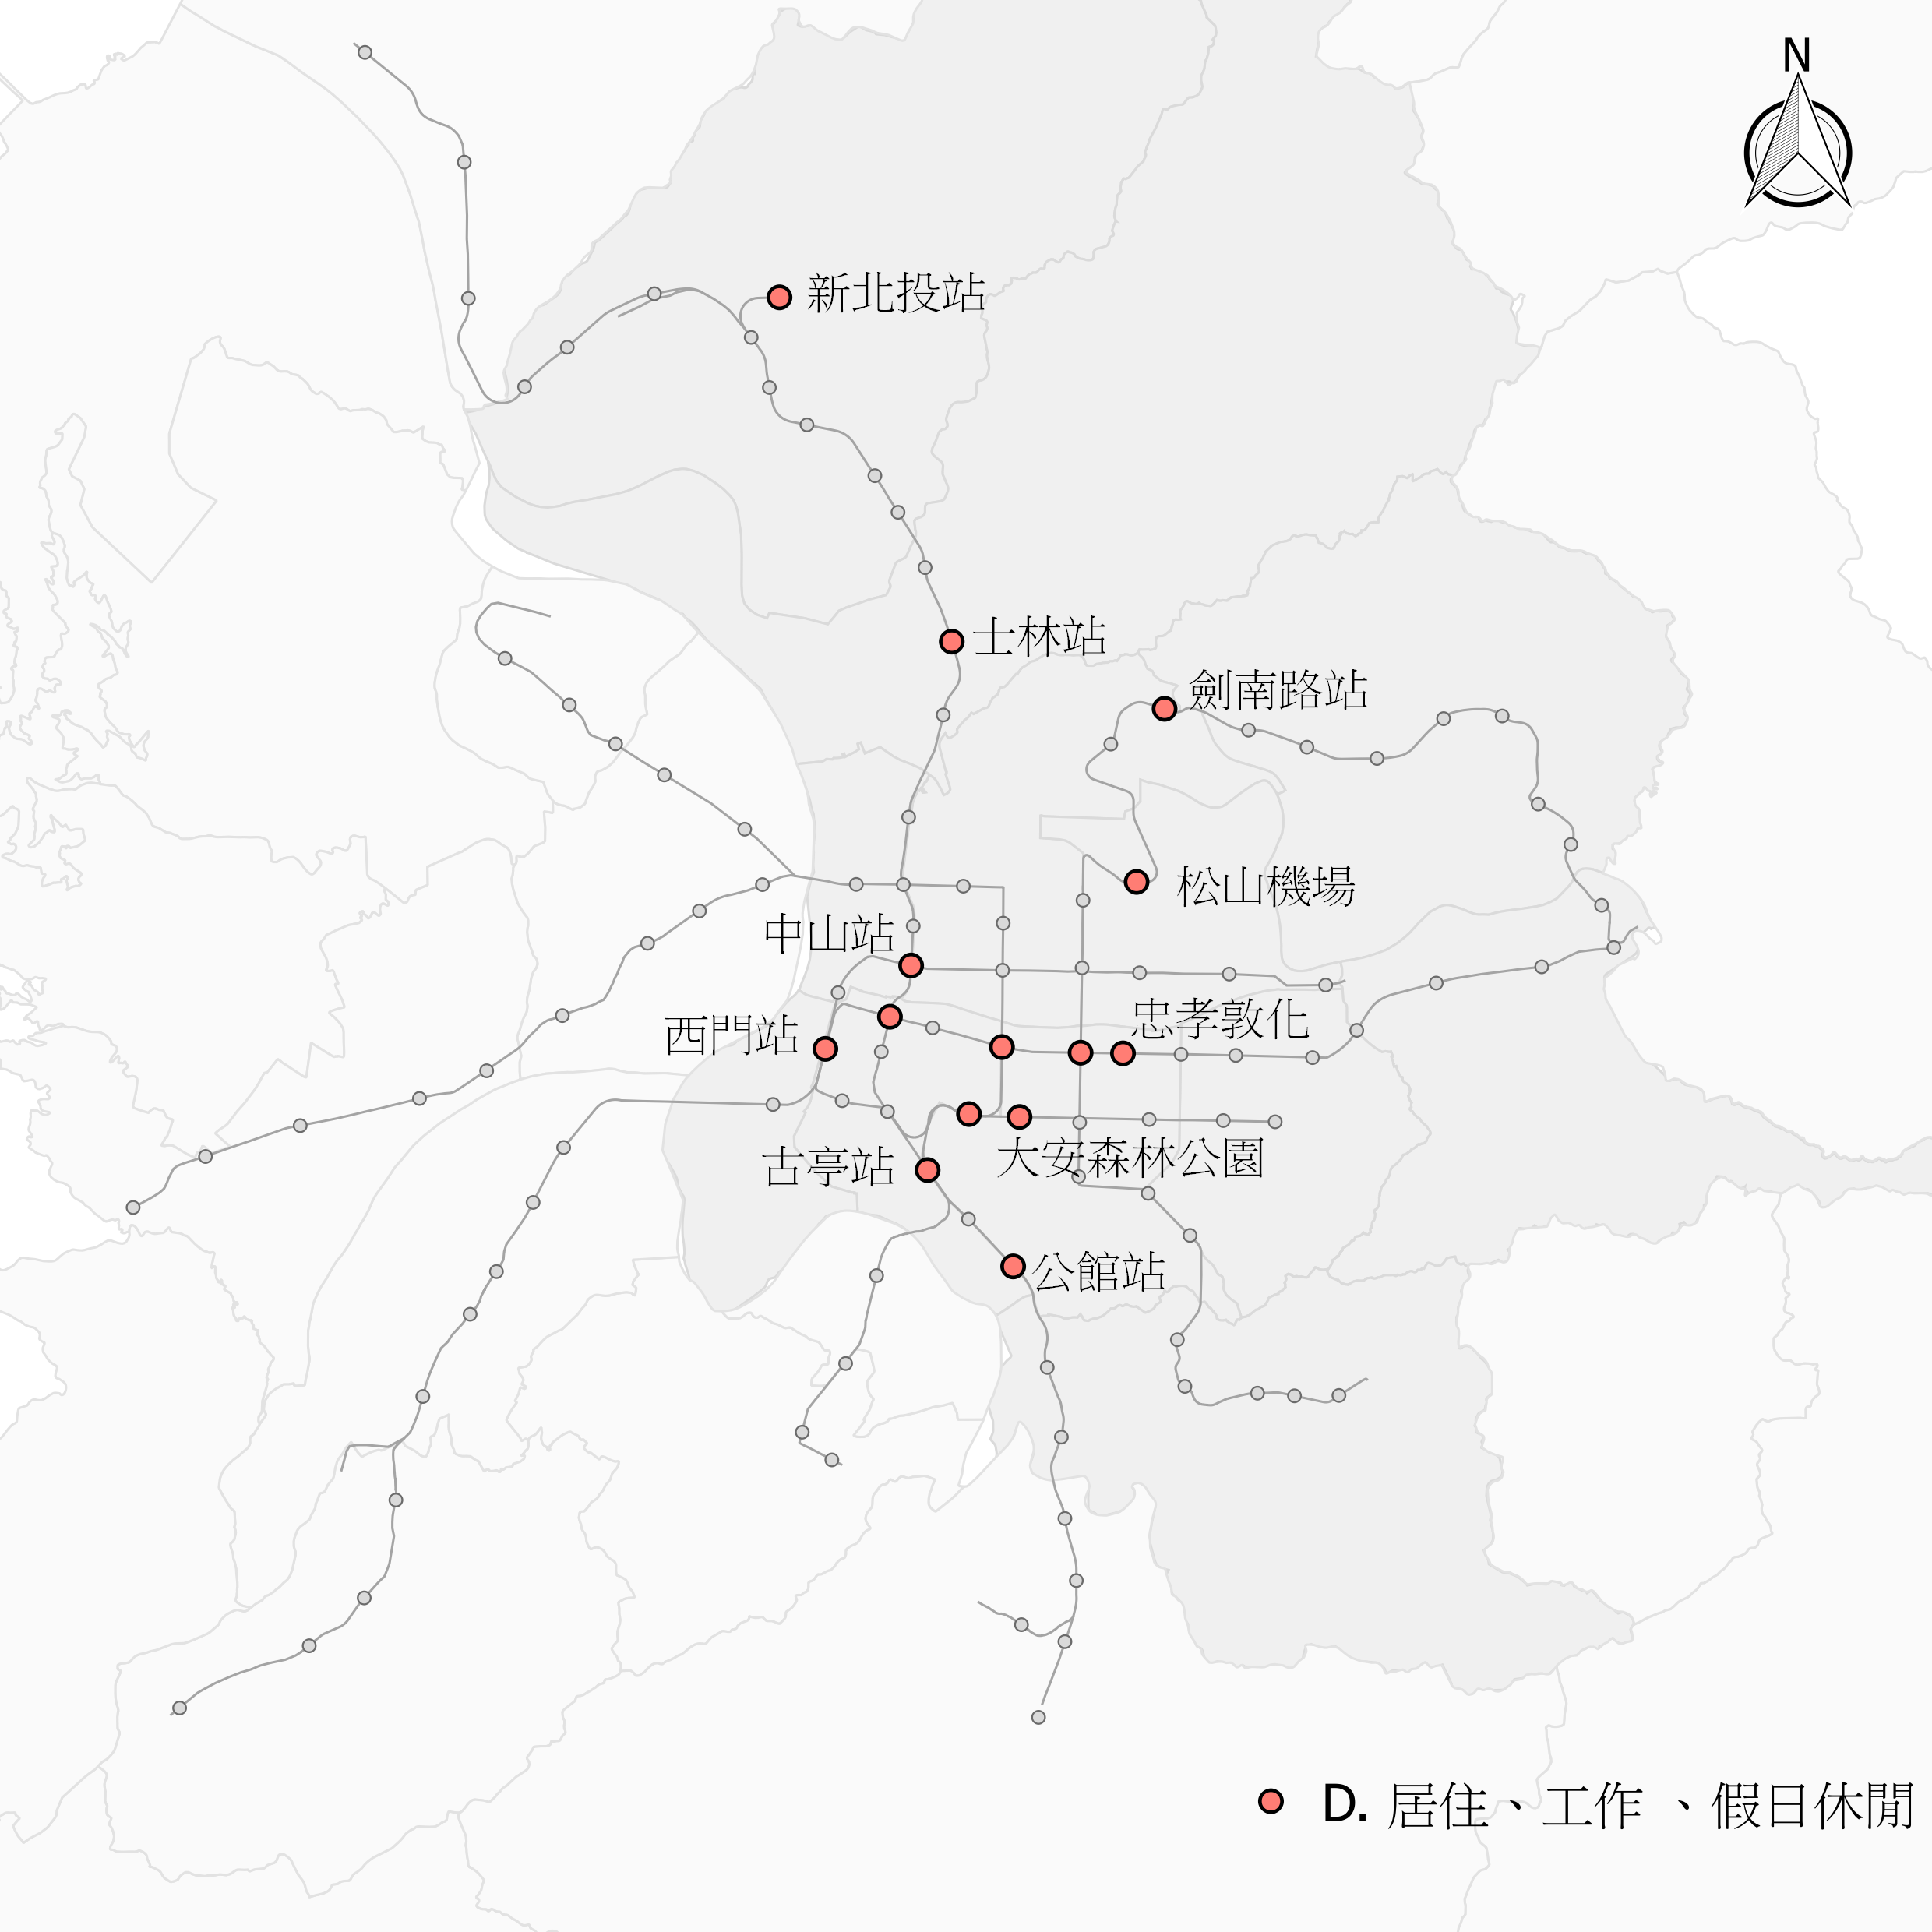 N
新北投站
士林站
劍南路站
松山機場
中山站
忠孝敦化
西門站
大安森林公園
古亭站
公館站
D. 居住、工作 、假日休閒